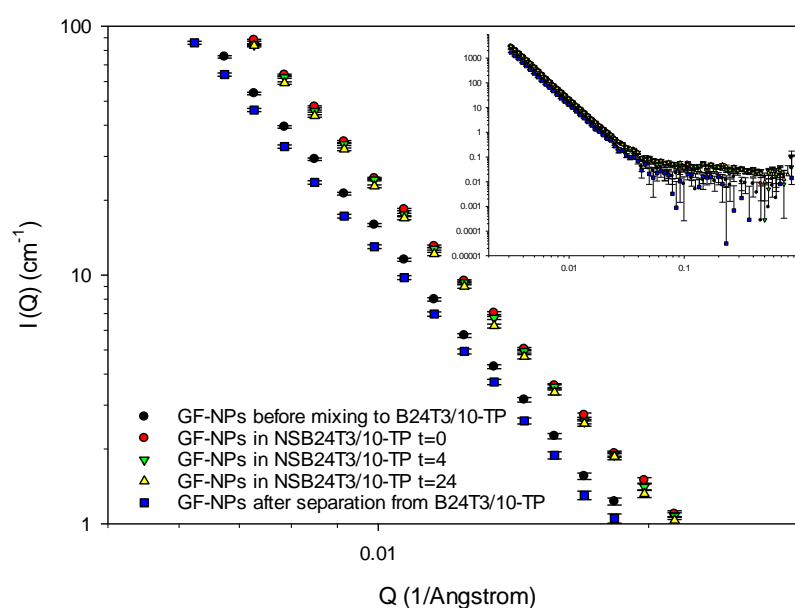 100
10
1
I (Q) (cm-1)
0.01
Q (1/Angstrom)
GF-NPs before mixing to B24T3/10-TP
GF-NPs in NSB24T3/10-TP t=0
GF-NPs in NSB24T3/10-TP t=4
GF-NPs in NSB24T3/10-TP t=24
GF-NPs after separation from B24T3/10-TP
1000
100
10
1
0.1
0.01
0.001
0.0001
0.00001
0.01 0.1